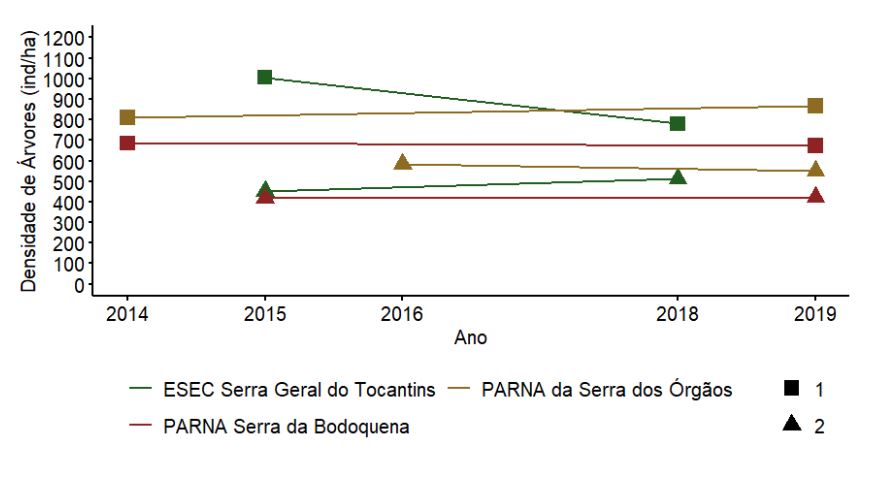 Densidade de Árvores (ind/ha)
1200
1100
1000
900
800
700
600
500
400
300
200
100
0
2014 2015 2016 2018 2019
Ano
ESEC Serra Geral do Tocantins PARNA da Serra dos Órgãos 1
PARNA Serra da Bodoquena 2